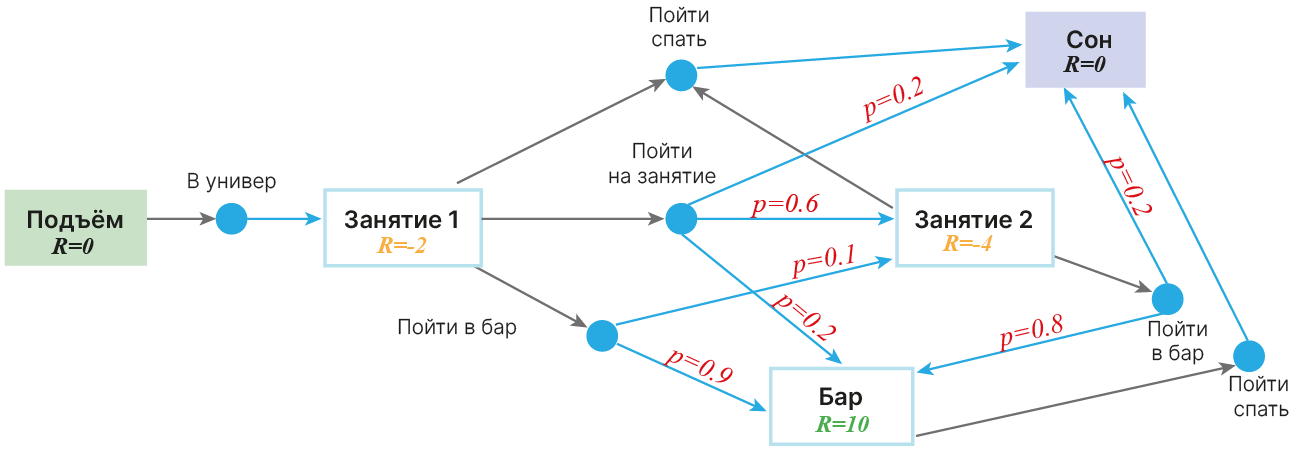 Пойти
спать
Сон
R=0
p=0.2
Пойти
на занятие
В универ
Подъём
R=0
Занятие 1
R=-2
p=0.6
Занятие 2
R=-4
p=0.2
p=0.1
p=0.2
Пойти в бар
p=0.9
p=0.8
Пойти
в бар
Бар
R=10
Пойти
спать